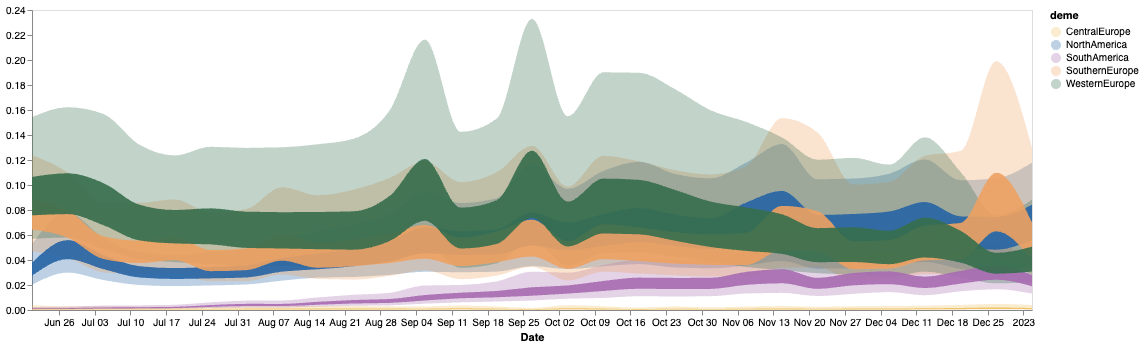 0.24
0.22
0.20
0.18
0.16
0.14
0.12
0.10
0.08
0.06
0.04
0.02
0.00
Jun 26 Jul 03 Jul 10 Jul 17 Jul 24 Jul 31 Aug 07 Aug 14 Aug 21 Aug 28 Sep 04 Sep 11 Sep 18 Sep 25 Oct 02 Oct 09 Oct 16 Oct 23 Oct 30 Nov 06 Nov 13 Nov 20 Nov 27 Dec 04 Dec 11 Dec 18 Dec 25 2023
Date
deme
CentralEurope
NorthAmerica
SouthAmerica
SouthernEurope
WesternEurope